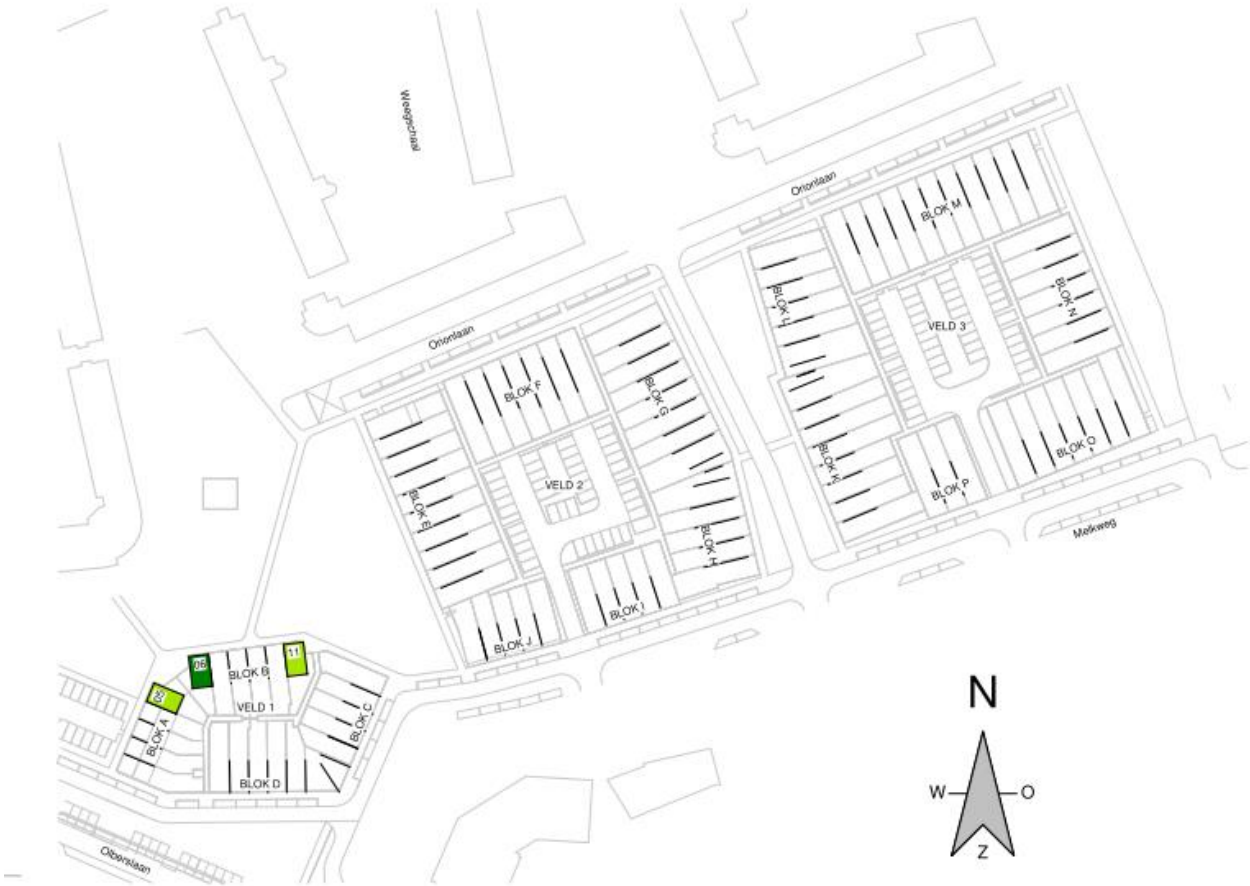 Weegschaal
Orionlaan
BLOK M
BLOK L
BLOK N
VELD 3
Orionlaan
BLOK F
BLOK G
VELD 2
BLOK E
BLOK K
BLOK O
BLOK P
Melkweg
BLOK H
BLOK I
BLOK J
06
11
BLOK B
05
VELD 1
BLOK A
BLOK C
BLOK D
Olberslaan
N
W
O
Z